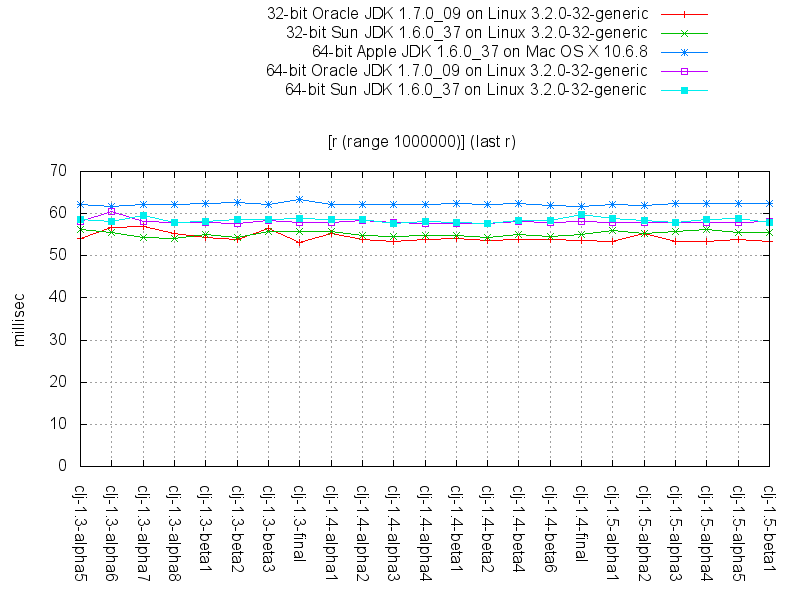 32-bit Oracle JDK 1.7.0_09 on Linux 3.2.0-32-generic
32-bit Sun JDK 1.6.0_37 on Linux 3.2.0-32-generic
64-bit Apple JDK 1.6.0_37 on Mac OS X 10.6.8
64-bit Oracle JDK 1.7.0_09 on Linux 3.2.0-32-generic
64-bit Sun JDK 1.6.0_37 on Linux 3.2.0-32-generic
[r (range 1000000)] (last r)
70
60
50
40
30
20
10
0
millisec
clj-1.3-alpha5
clj-1.3-alpha6
clj-1.3-alpha7
clj-1.3-alpha8
clj-1.3-beta1
clj-1.3-beta2
clj-1.3-beta3
clj-1.3-final
clj-1.4-alpha1
clj-1.4-alpha2
clj-1.4-alpha3
clj-1.4-alpha4
clj-1.4-beta1
clj-1.4-beta2
clj-1.4-beta4
clj-1.4-beta6
clj-1.4-final
clj-1.5-alpha1
clj-1.5-alpha2
clj-1.5-alpha3
clj-1.5-alpha4
clj-1.5-alpha5
clj-1.5-beta1